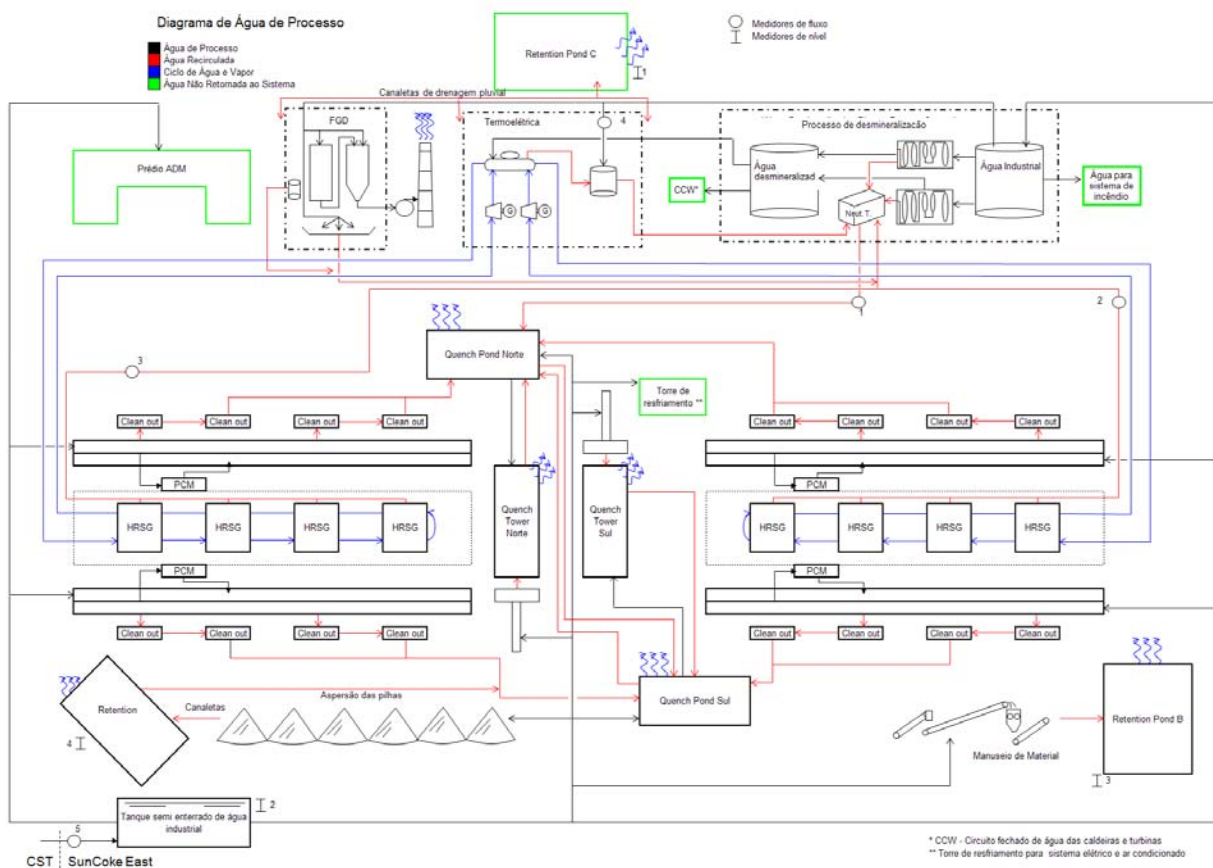 Diagrama de Água de Processo
Água de Processo
Água Recirculada
Ciclo de Água e Vapor
Água Não Retornada ao Sistema
Medidores de fluxo
Medidores de nível
Retention Pond C
1
Canaletas de drenagem pluvial
FGD
Termoelétrica
4
Processo de desmineralização
Prédio ADM
CCW*
Água
desmineralizad
Neut. T.
Água Industrial
Água para
sistema de
incêndio
G
G
1
2
3
Quench Pond Norte
Torre de
resfriamento **
Clean out
Clean out
Clean out
Clean out
Clean out
Clean out
Clean out
Clean out
PCM
PCM
HRSG
HRSG
HRSG
HRSG
Quench
Tower
Norte
Quench
Tower
Sul
HRSG
HRSG
HRSG
HRSG
PCM
PCM
Clean out
Clean out
Clean out
Clean out
Clean out
Clean out
Clean out
Clean out
Retention
4
Canaletas
Aspersão das pilhas
Quench Pond Sul
Manuseio de Material
Retention Pond B
3
Tanque semi enterrado de água
industrial
2
5
CST
SunCoke East
* CCW - Circuito fechado de água das caldeiras e turbinas
** Torre de resfriamento para sistema elétrico e ar condicionado